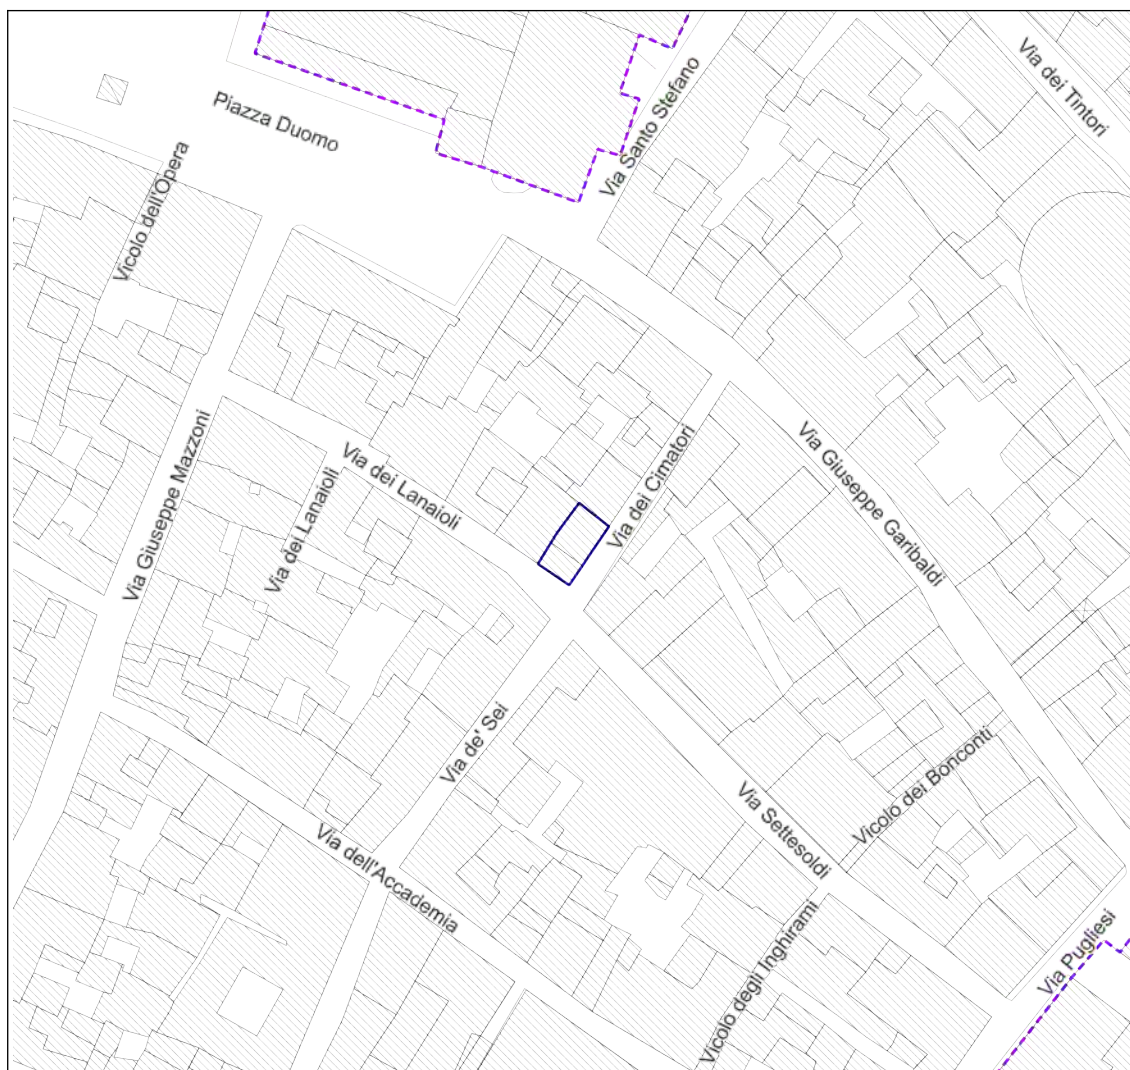 Via dei Tintori
Piazza Duomo
Via Santo Stefano
Vicolo dell'Opera
Via Giuseppe Mazzoni
Via dei Lanaioli
Via dei Lanaioli
Via dei Cimatori
Via Giuseppe Garibaldi
Via de' Sei
Vicolo dei Bonconti
Via Settesoldi
Via dell'Accademia
Vicolo degli Inghirami
Via Pugliesi